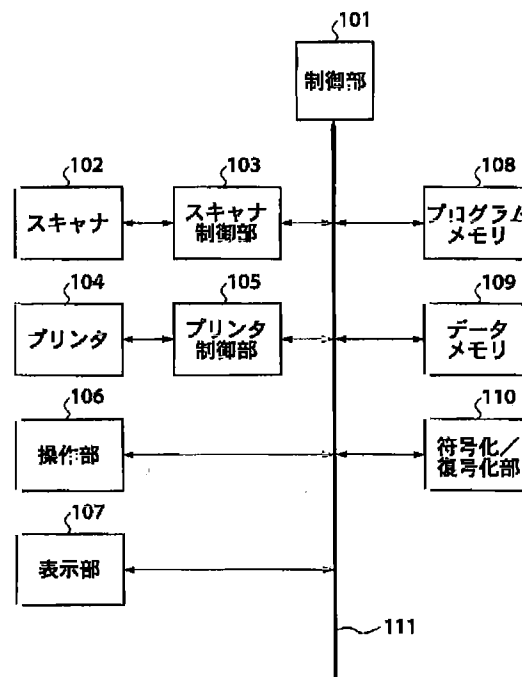 101
制御部
102
103
108
スキャナ
スキャナ
制御部
プログラム
メモリ
104
105
109
プリンタ
プリンタ
制御部
データ
メモリ
106
110
操作部
符号化／
復号化部
107
表示部
111